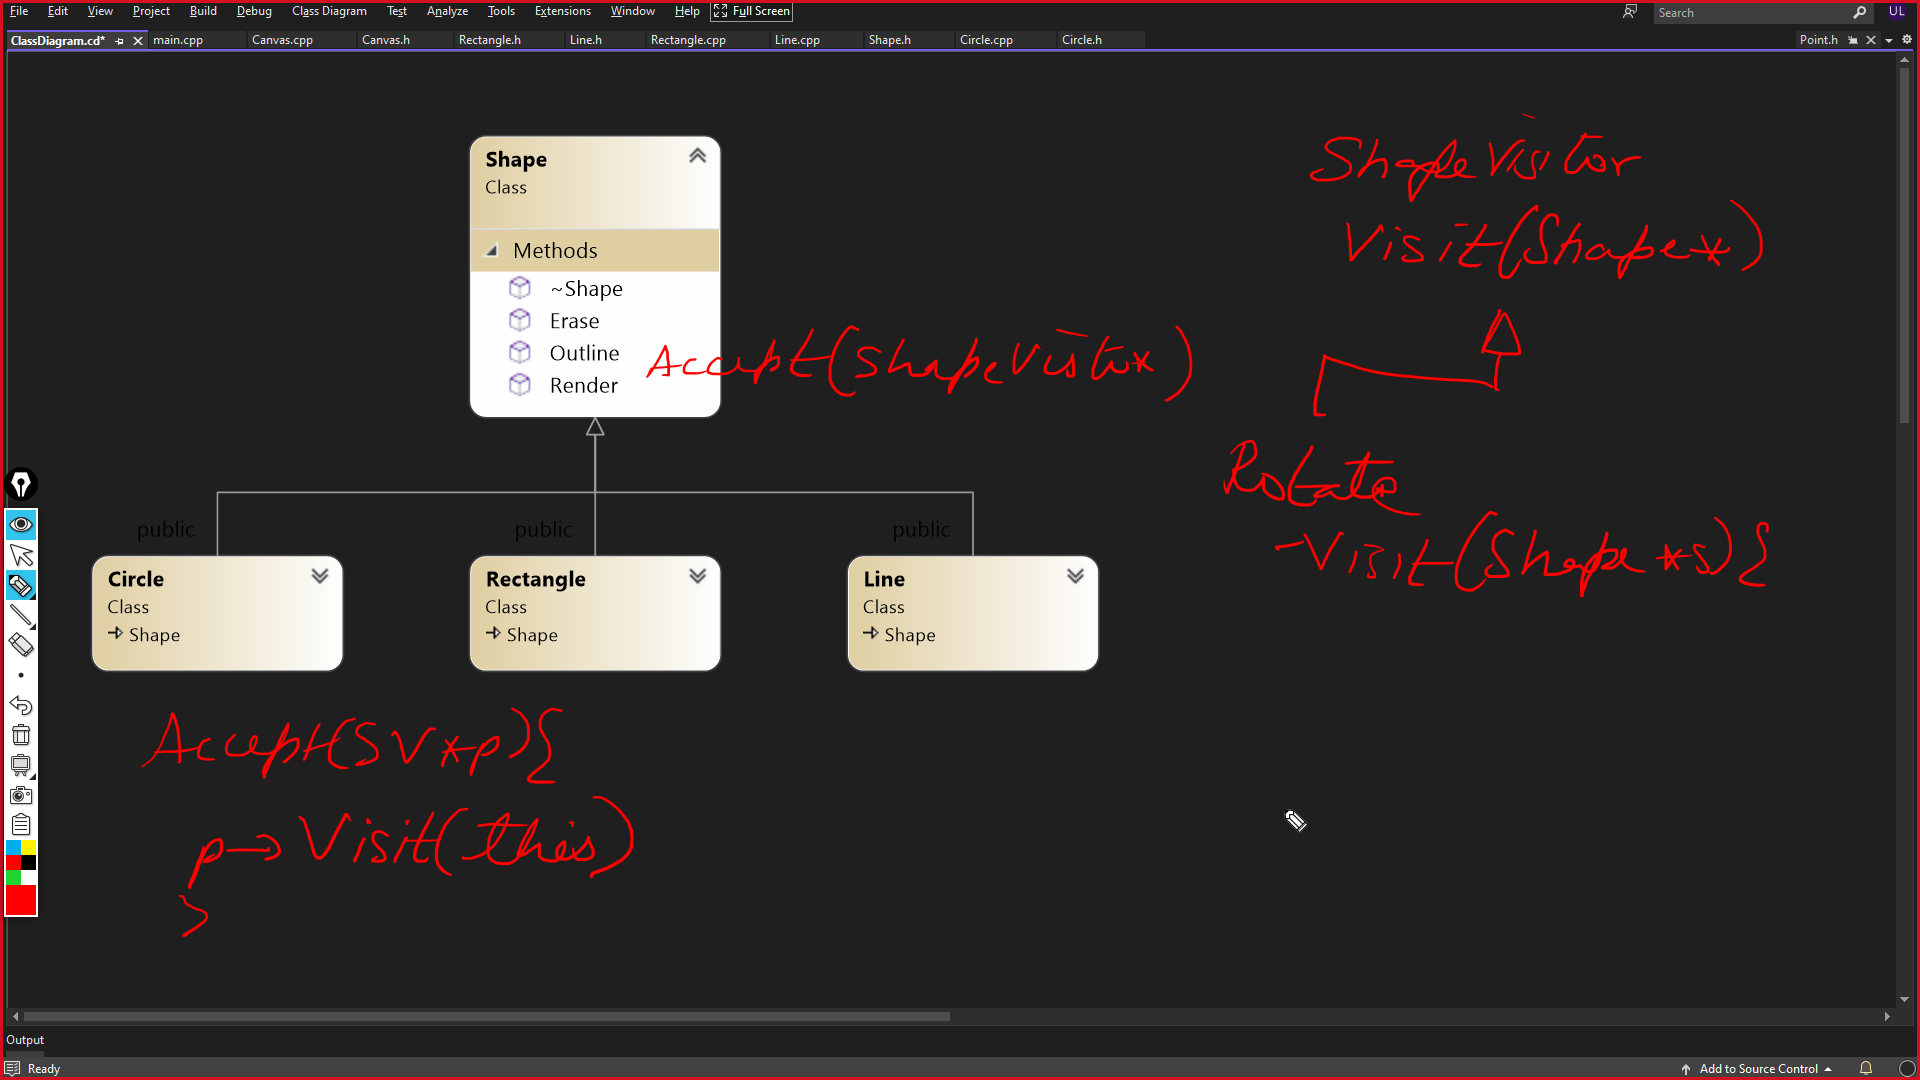 File Edit View Project Build Debug Class Diagram Test Analyze Tools Extensions Window Help Full Screen Search UL
ClassDiagram.cd* main.cpp Canvas.cpp Canvas.h Rectangle.h Line.h Rectangle.cpp Line.cpp Shape.h Circle.cpp Circle.h Point.h
Shape
Class
Methods
~Shape
Erase
Outline
Render
Accept(ShapeVisitor*)
ShapeVisitor
Visit(Shape*)
Rotate
-Visit(Shape*s){
public public public
Circle
Class
Shape
Rectangle
Class
Shape
Line
Class
Shape
Accept(SV*p){
p→Visit(this)
}
Output
Ready Add to Source Control